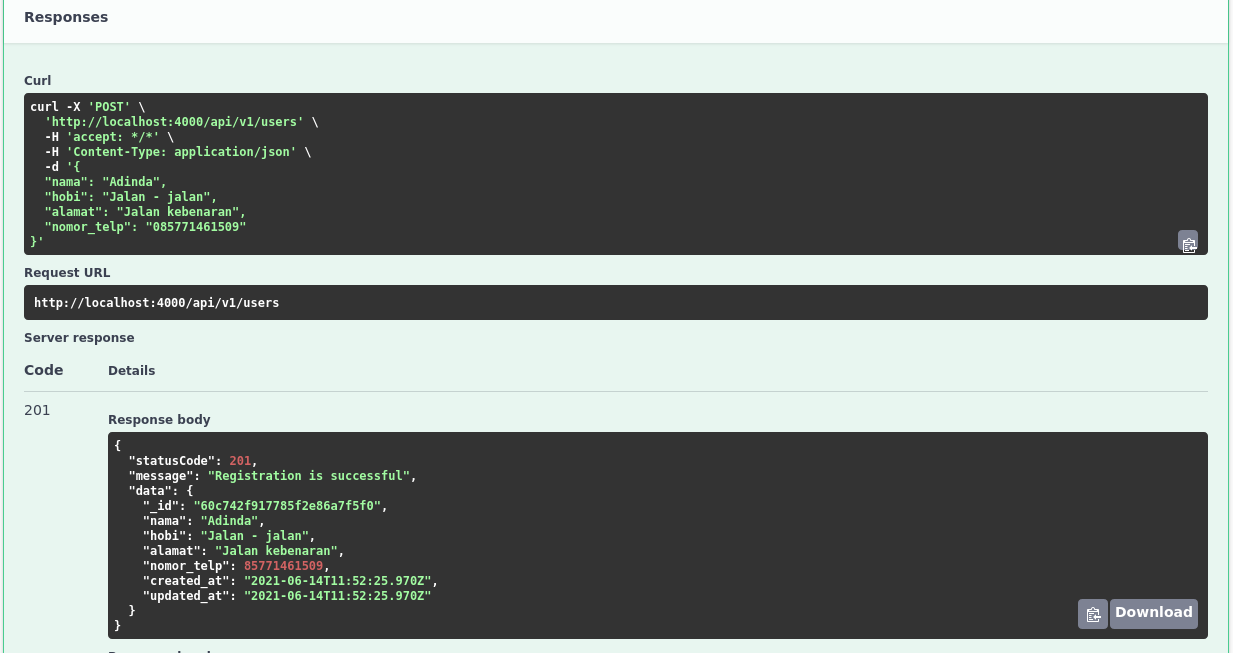 Responses
Curl
curl -X 'POST' \
  'http://localhost:4000/api/v1/users' \
  -H 'accept: */*' \
  -H 'Content-Type: application/json' \
  -d '{
  "nama": "Adinda",
  "hobi": "Jalan - jalan",
  "alamat": "Jalan kebenaran",
  "nomor_telp": "085771461509"
}'
Request URL
http://localhost:4000/api/v1/users
Server response
Code Details
201
Response body
{
  "statusCode": 201,
  "message": "Registration is successful",
  "data": {
    "_id": "60c742f917785f2e86a7f5f0",
    "nama": "Adinda",
    "hobi": "Jalan - jalan",
    "alamat": "Jalan kebenaran",
    "nomor_telp": 85771461509,
    "created_at": "2021-06-14T11:52:25.970Z",
    "updated_at": "2021-06-14T11:52:25.970Z"
  }
}
Download